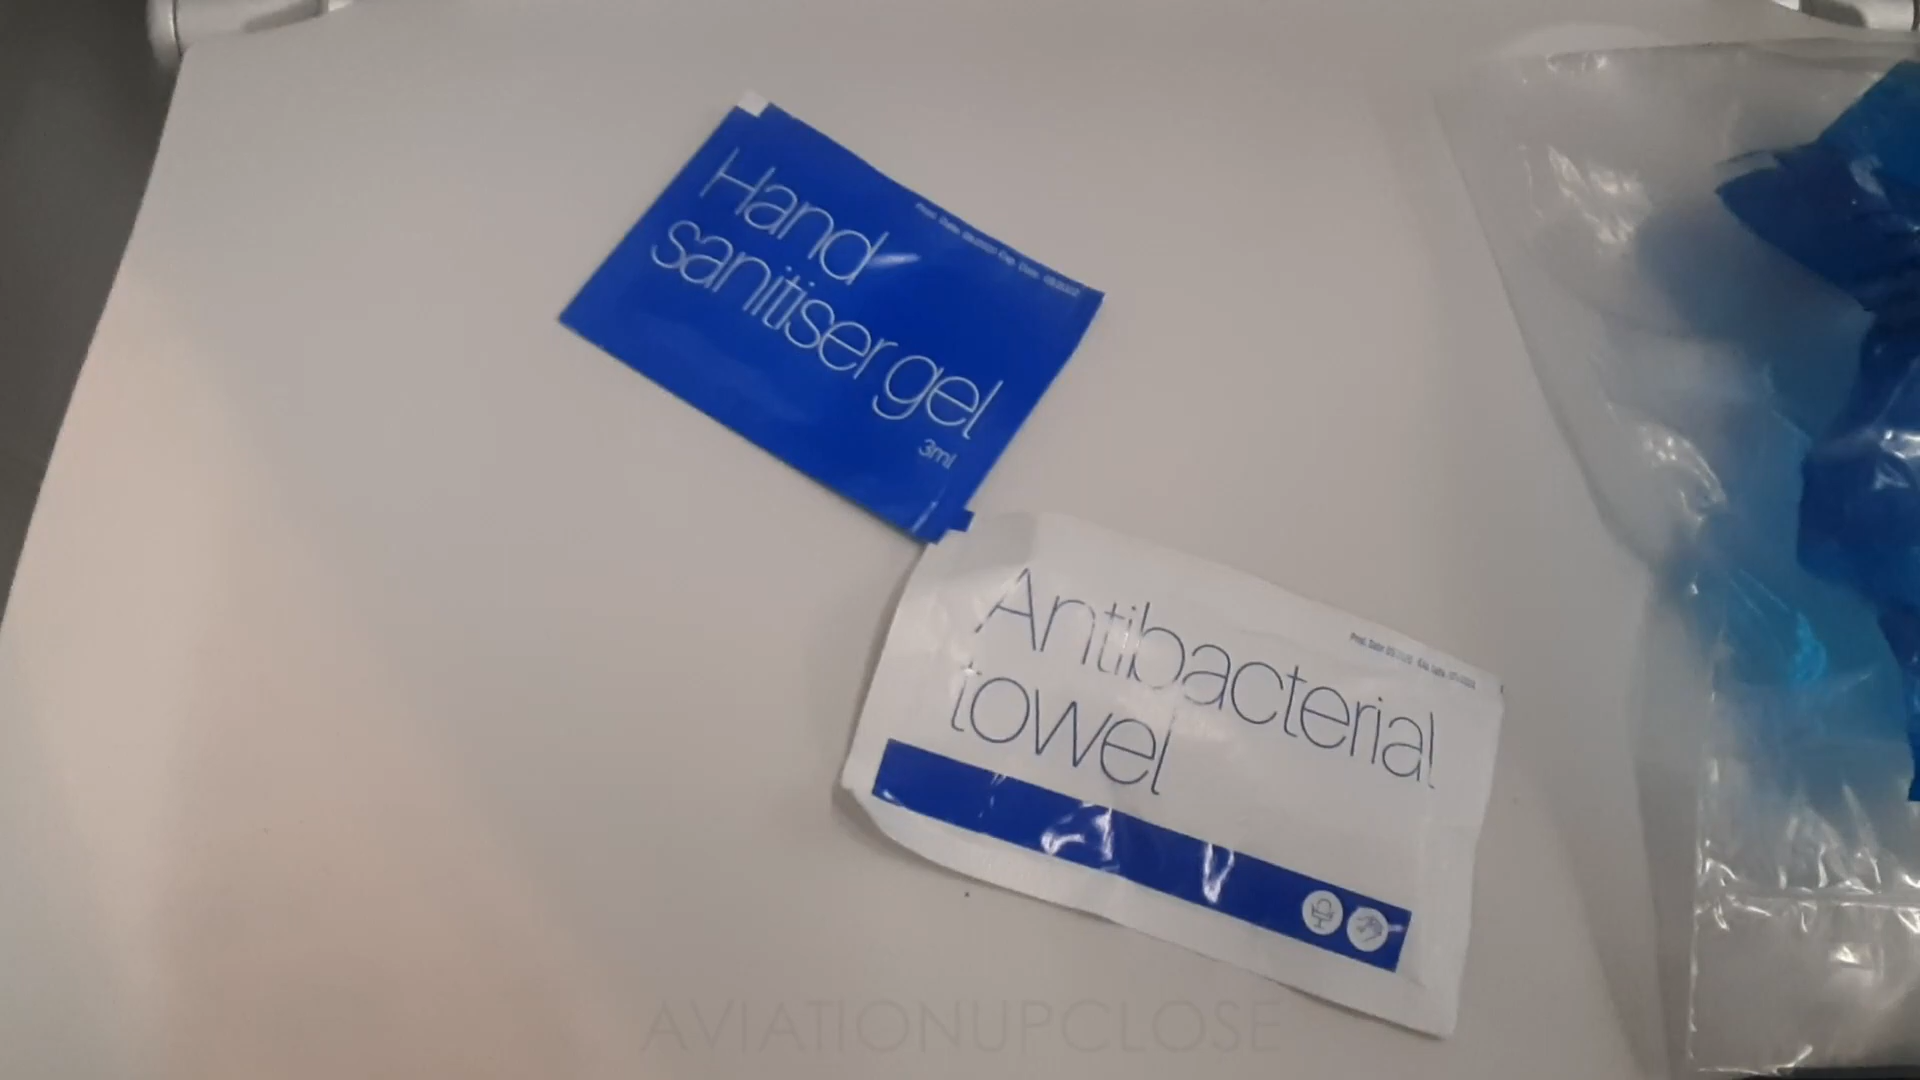 Hand
sanitiser gel
3ml
Antibacterial
towel
AVIATIONUPCLOSE